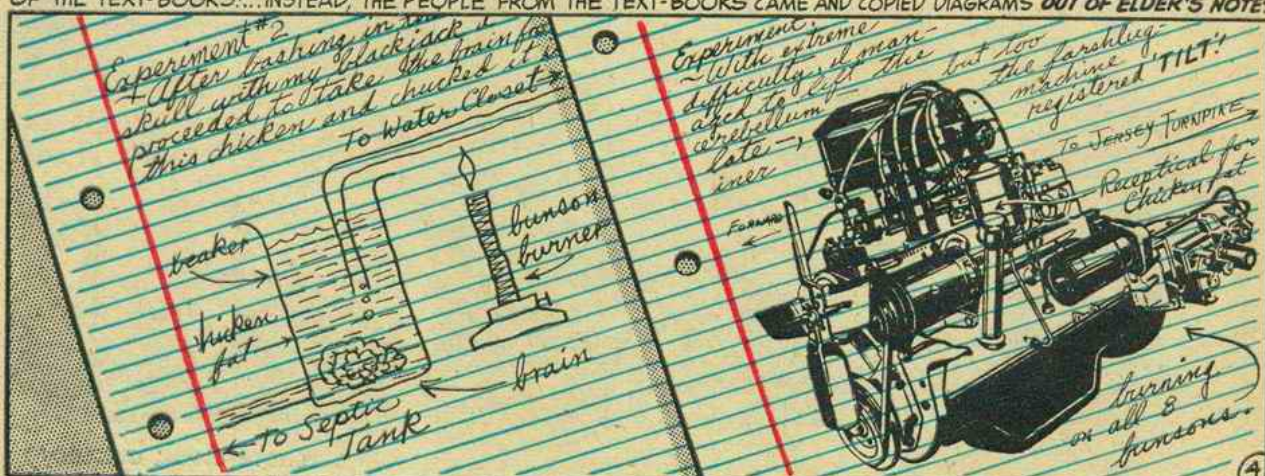 OF THE TEXT-BOOKS.... INSTEAD, THE PEOPLE FROM THE TEXT-BOOKS CAME AND COPIED DIAGRAMS OUT OF ELDER'S NOTE
Experiment #2
~After bashing in the
skull with my blackjack I
proceeded to take the brain
this chicken and chucked it
To Water Closet
beaker
bunson
burner
chicken
fat
brain
To Septic
Tank
Experiment
~With extreme
difficulty, I man-
aged to lift the
cerebellum but too
late~, the farshlug-
iner machine
registered 'TILT'!
To JERSEY TURNPIKE
Receptical for
Chicken fat
FORWARD
burning
on all 8
bunsons.
4